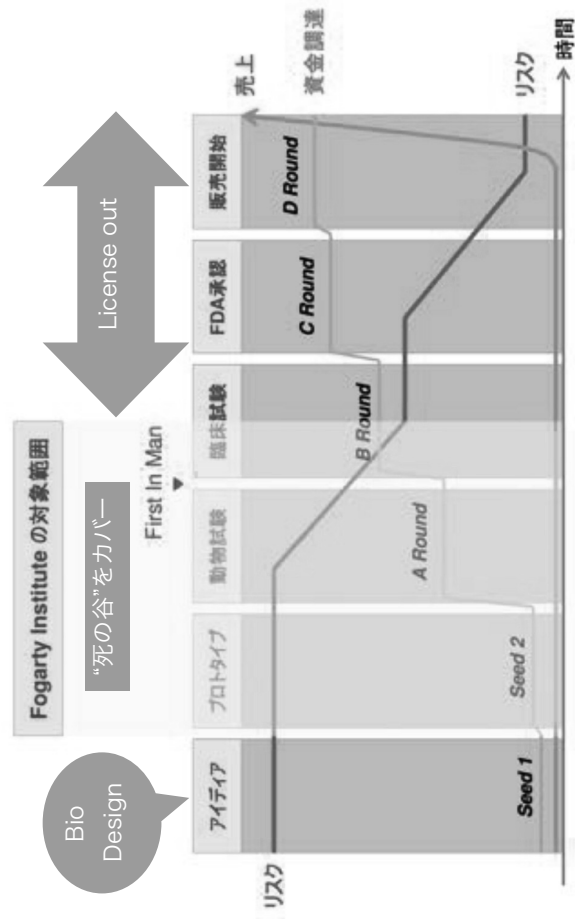 Fogarty Institute の対象範囲
Bio
Design
“死の谷”をカバー
License out
First In Man
アイディア
プロトタイプ
動物試験
臨床試験
FDA承認
販売開始
売上
資金調達
リスク
リスク
Seed 1
Seed 2
A Round
B Round
C Round
D Round
時間